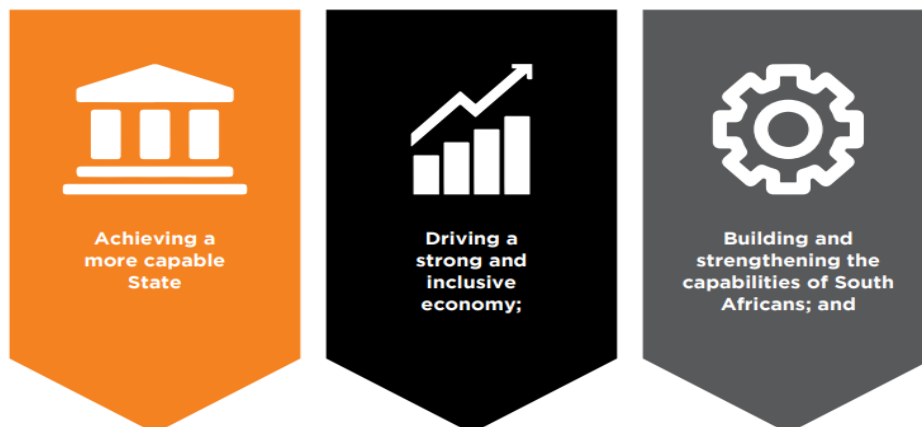 Achieving a
more capable
State
Driving a
strong and
inclusive
economy;
Building and
strengthening the
capabilities of South
Africans; and